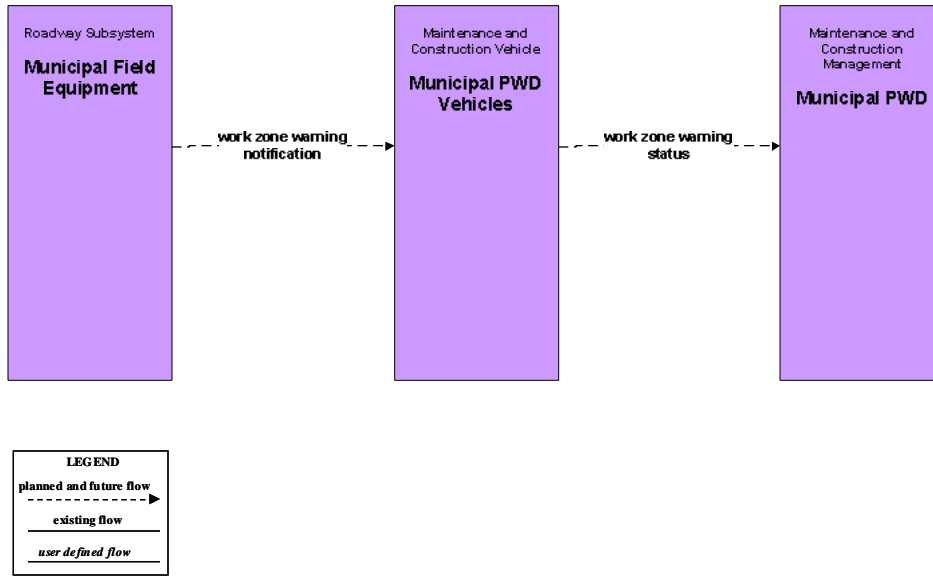 Roadway Subsystem
Municipal Field
Equipment
work zone warning
notification
Maintenance and
Construction Vehicle
Municipal PWD
Vehicles
work zone warning
status
Maintenance and
Construction
Management
Municipal PWD
LEGEND
planned and future flow
existing flow
user defined flow